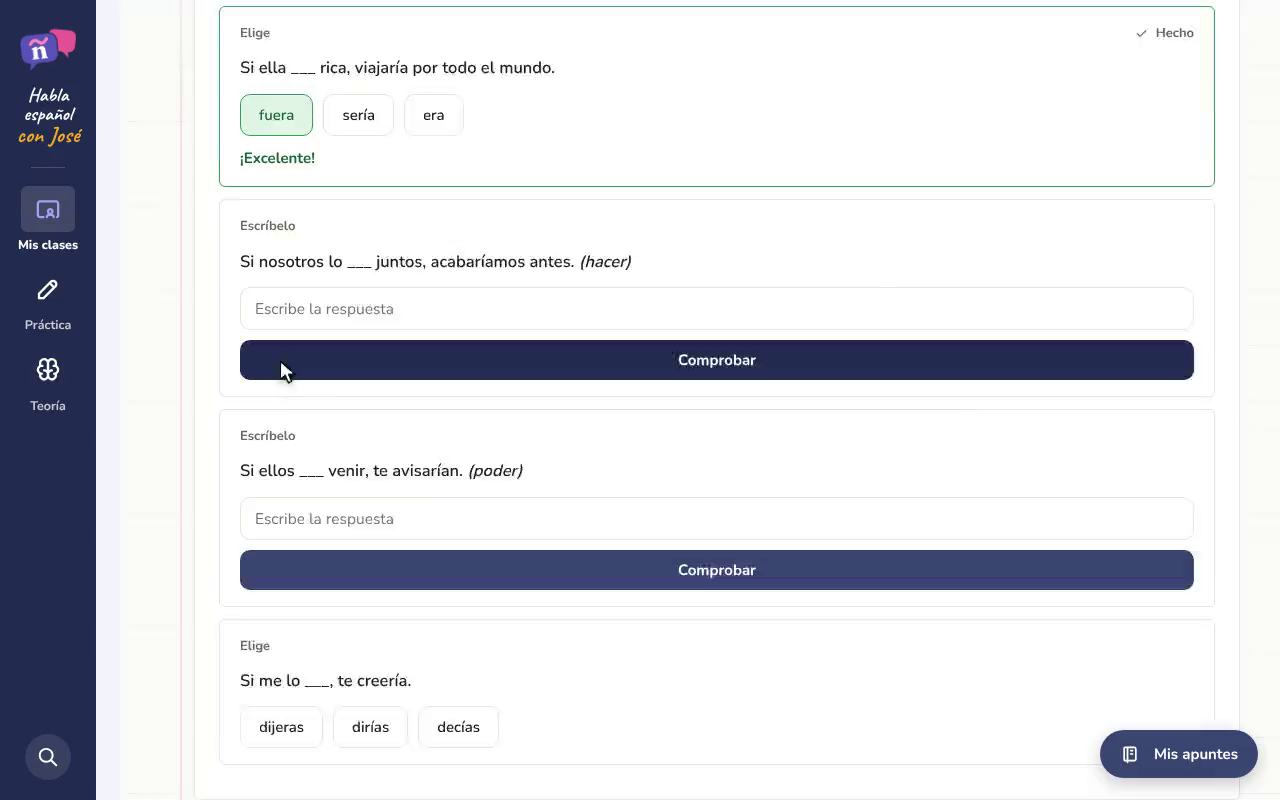 ñ
Habla
español
con José
Mis clases
Práctica
Teoría
Elige
Hecho
Si ella ___ rica, viajaría por todo el mundo.
fuera
sería
era
¡Excelente!
Escríbelo
Si nosotros lo ___ juntos, acabaríamos antes. (hacer)
Escribe la respuesta
Comprobar
Escríbelo
Si ellos ___ venir, te avisarían. (poder)
Escribe la respuesta
Comprobar
Elige
Si me lo ___, te creería.
dijeras
dirías
decías
Mis apuntes